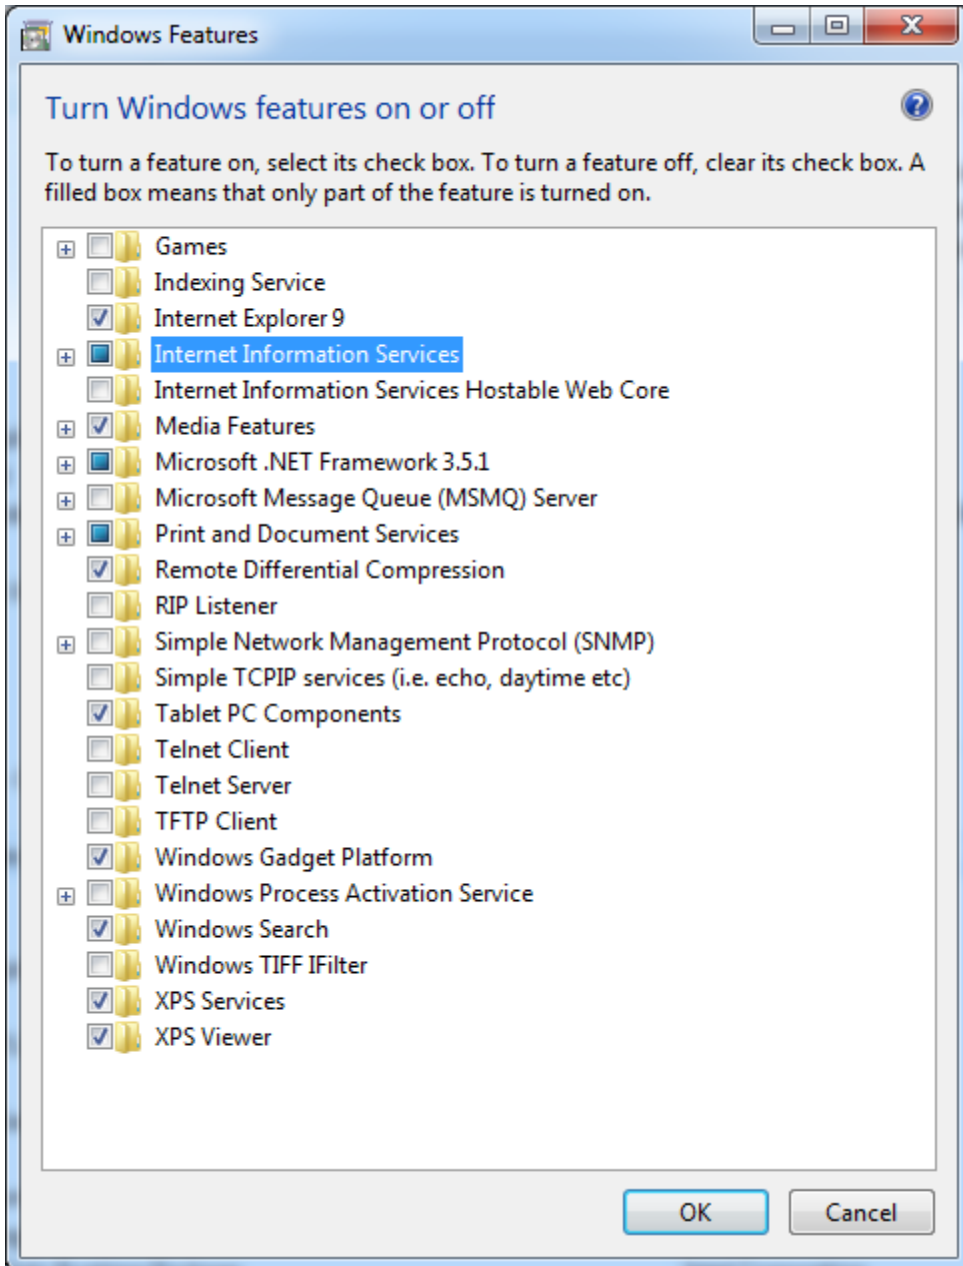 Windows Features
Turn Windows features on or off
To turn a feature on, select its check box. To turn a feature off, clear its check box. A
filled box means that only part of the feature is turned on.
Games
Indexing Service
Internet Explorer 9
Internet Information Services
Internet Information Services Hostable Web Core
Media Features
Microsoft .NET Framework 3.5.1
Microsoft Message Queue (MSMQ) Server
Print and Document Services
Remote Differential Compression
RIP Listener
Simple Network Management Protocol (SNMP)
Simple TCPIP services (i.e. echo, daytime etc)
Tablet PC Components
Telnet Client
Telnet Server
TFTP Client
Windows Gadget Platform
Windows Process Activation Service
Windows Search
Windows TIFF IFilter
XPS Services
XPS Viewer
OK
Cancel